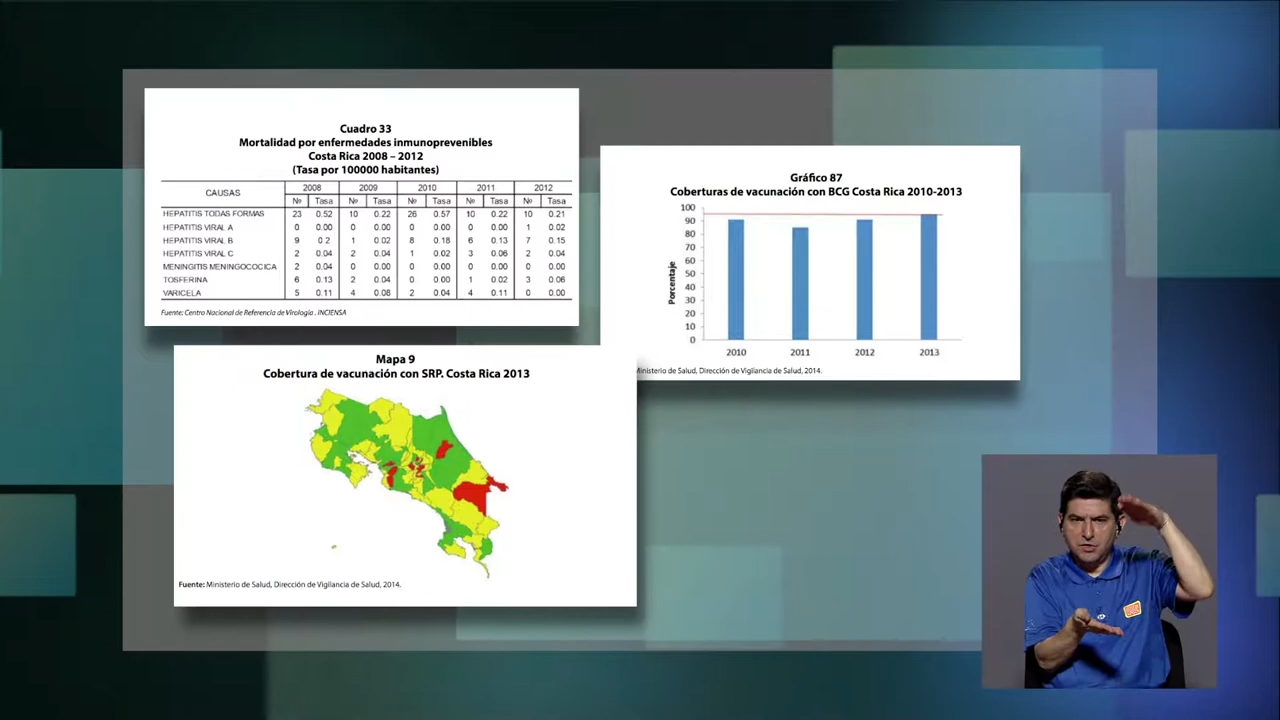 Cuadro 33
Mortalidad por enfermedades inmunoprevenibles
Costa Rica 2008 – 2012
(Tasa por 100000 habitantes)
CAUSAS 2008 2009 2010 2011 2012
Nº Tasa Nº Tasa Nº Tasa Nº Tasa Nº Tasa
HEPATITIS TODAS FORMAS 23 0.52 10 0.22 26 0.57 10 0.22 10 0.21
HEPATITIS VIRAL A 0 0.00 0 0.00 0 0.00 0 0.00 1 0.02
HEPATITIS VIRAL B 9 0.2 1 0.02 8 0.18 6 0.13 7 0.15
HEPATITIS VIRAL C 2 0.04 2 0.04 1 0.02 3 0.06 2 0.04
MENINGITIS MENINGOCOCICA 2 0.04 0 0.00 0 0.00 0 0.00 0 0.00
TOSFERINA 6 0.13 2 0.04 0 0.00 1 0.02 3 0.06
VARICELA 5 0.11 4 0.08 2 0.04 4 0.11 0 0.00
Fuente: Centro Nacional de Referencia de Virología . INCIENSA
Gráfico 87
Coberturas de vacunación con BCG Costa Rica 2010-2013
Porcentaje
100
90
80
70
60
50
40
30
20
10
0
2010 2011 2012 2013
Ministerio de Salud, Dirección de Vigilancia de Salud, 2014.
Mapa 9
Cobertura de vacunación con SRP. Costa Rica 2013
Fuente: Ministerio de Salud, Dirección de Vigilancia de Salud, 2014.